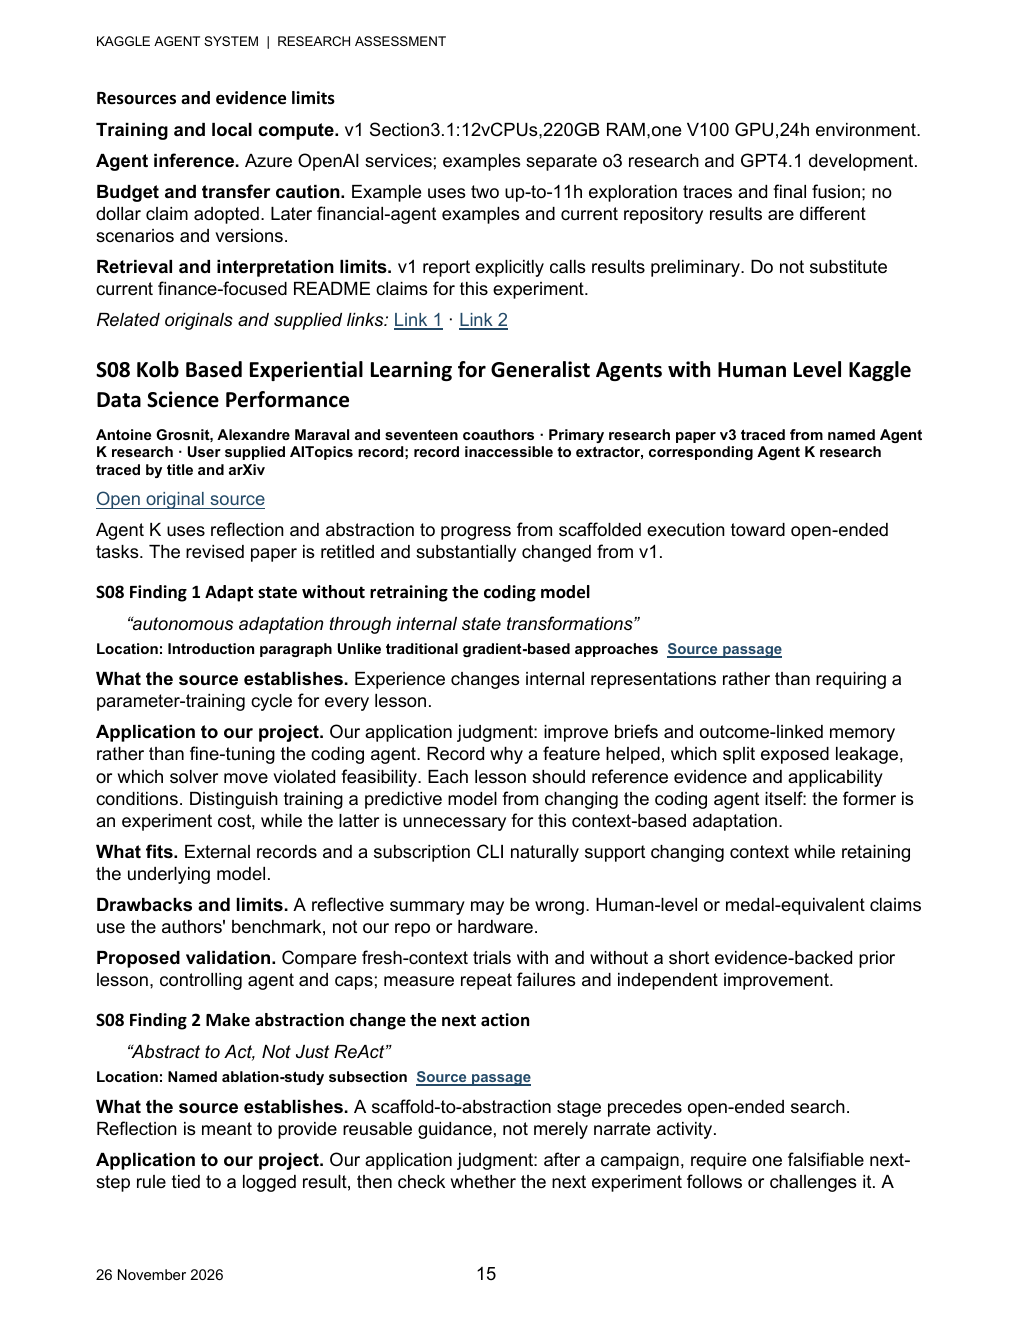 KAGGLE AGENT SYSTEM | RESEARCH ASSESSMENT
Resources and evidence limits
Training and local compute. v1 Section3.1:12vCPUs,220GB RAM,one V100 GPU,24h environment.
Agent inference. Azure OpenAI services; examples separate o3 research and GPT4.1 development.
Budget and transfer caution. Example uses two up-to-11h exploration traces and final fusion; no
dollar claim adopted. Later financial-agent examples and current repository results are different
scenarios and versions.
Retrieval and interpretation limits. v1 report explicitly calls results preliminary. Do not substitute
current finance-focused README claims for this experiment.
Related originals and supplied links: Link 1 · Link 2
S08 Kolb Based Experiential Learning for Generalist Agents with Human Level Kaggle
Data Science Performance
Antoine Grosnit, Alexandre Maraval and seventeen coauthors · Primary research paper v3 traced from named Agent
K research · User supplied AITopics record; record inaccessible to extractor, corresponding Agent K research
traced by title and arXiv
Open original source
Agent K uses reflection and abstraction to progress from scaffolded execution toward open-ended
tasks. The revised paper is retitled and substantially changed from v1.
S08 Finding 1 Adapt state without retraining the coding model
“autonomous adaptation through internal state transformations”
Location: Introduction paragraph Unlike traditional gradient-based approaches Source passage
What the source establishes. Experience changes internal representations rather than requiring a
parameter-training cycle for every lesson.
Application to our project. Our application judgment: improve briefs and outcome-linked memory
rather than fine-tuning the coding agent. Record why a feature helped, which split exposed leakage,
or which solver move violated feasibility. Each lesson should reference evidence and applicability
conditions. Distinguish training a predictive model from changing the coding agent itself: the former is
an experiment cost, while the latter is unnecessary for this context-based adaptation.
What fits. External records and a subscription CLI naturally support changing context while retaining
the underlying model.
Drawbacks and limits. A reflective summary may be wrong. Human-level or medal-equivalent claims
use the authors' benchmark, not our repo or hardware.
Proposed validation. Compare fresh-context trials with and without a short evidence-backed prior
lesson, controlling agent and caps; measure repeat failures and independent improvement.
S08 Finding 2 Make abstraction change the next action
“Abstract to Act, Not Just ReAct”
Location: Named ablation-study subsection Source passage
What the source establishes. A scaffold-to-abstraction stage precedes open-ended search.
Reflection is meant to provide reusable guidance, not merely narrate activity.
Application to our project. Our application judgment: after a campaign, require one falsifiable next-
step rule tied to a logged result, then check whether the next experiment follows or challenges it. A
26 November 2026
15